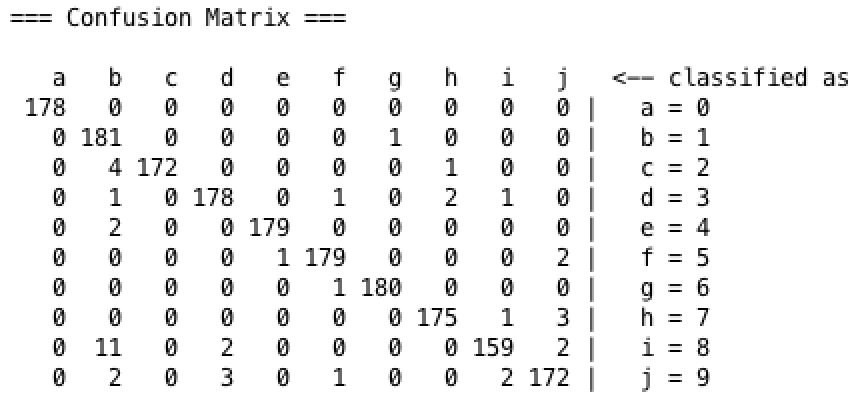 === Confusion Matrix ===
a b c d e f g h i j <-- classified as
178 0 0 0 0 0 0 0 0 0 | a = 0
0 181 0 0 0 0 1 0 0 0 | b = 1
0 4 172 0 0 0 0 1 0 0 | c = 2
0 1 0 178 0 1 0 2 1 0 | d = 3
0 2 0 0 179 0 0 0 0 0 | e = 4
0 0 0 0 1 179 0 0 0 2 | f = 5
0 0 0 0 0 1 180 0 0 0 | g = 6
0 0 0 0 0 0 0 175 1 3 | h = 7
0 11 0 2 0 0 0 0 159 2 | i = 8
0 2 0 3 0 1 0 0 2 172 | j = 9